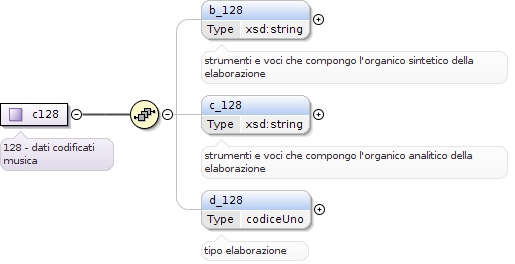 b_128
Type xsd:string
strumenti e voci che compongo l'organico sintetico della
elaborazione
c_128
Type xsd:string
c128
128 - dati codificati
musica
strumenti e voci che compongo l'organico analitico della
elaborazione
d_128
Type codiceUno
tipo elaborazione